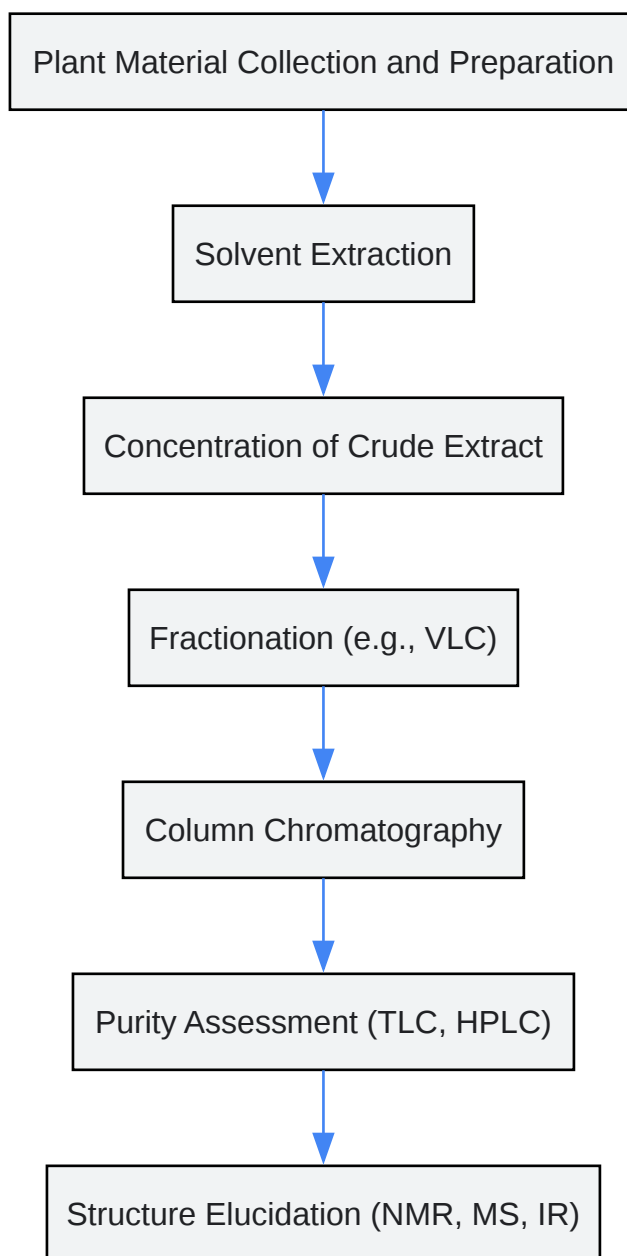 Plant Material Collection and Preparation
Solvent Extraction
Concentration of Crude Extract
Fractionation (e.g., VLC)
Column Chromatography
Purity Assessment (TLC, HPLC)
Structure Elucidation (NMR, MS, IR)